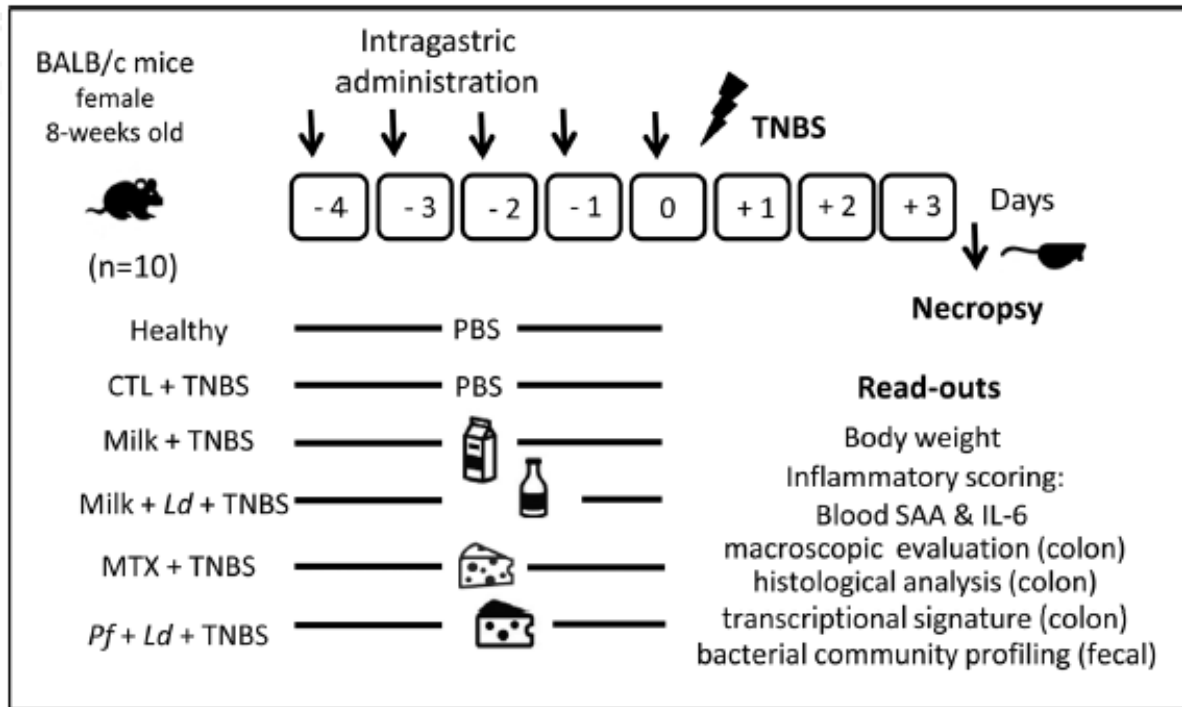 BALB/c mice
female
8-weeks old
(n=10)
Intragastric
administration
TNBS
- 4 - 3 - 2 - 1 0 + 1 + 2 + 3 Days
Necropsy
Healthy PBS
CTL + TNBS PBS
Milk + TNBS
Milk + Ld + TNBS
MTX + TNBS
Pf + Ld + TNBS
Read-outs
Body weight
Inflammatory scoring:
Blood SAA & IL-6
macroscopic evaluation (colon)
histological analysis (colon)
transcriptional signature (colon)
bacterial community profiling (fecal)